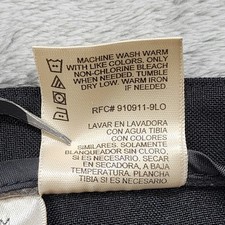 MACHINE WASH WARM
WITH LIKE COLORS. ONLY
NON-CHLORINE BLEACH
WHEN NEEDED. TUMBLE
DRY LOW. WARM IRON
IF NEEDED.
RFC# 910911-9LO
LAVAR EN LAVADORA
CON AGUA TIBIA
CON COLORES
SIMILARES. SOLAMENTE
BLANQUEADOR SIN CLORO,
SI ES NECESARIO. SECAR
EN SECADORA, A BAJA
TEMPERATURA. PLANCHA
TIBIA SI ES NECESARIO